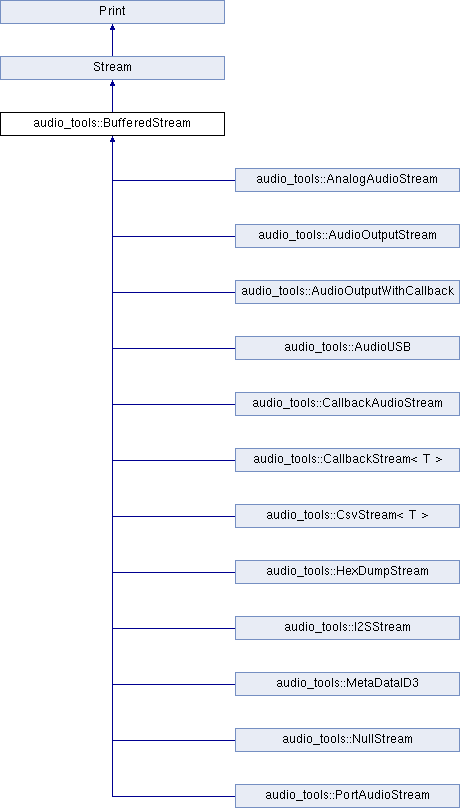 Print
Stream
audio_tools::BufferedStream
audio_tools::AnalogAudioStream
audio_tools::AudioOutputStream
audio_tools::AudioOutputWithCallback
audio_tools::AudioUSB
audio_tools::CallbackAudioStream
audio_tools::CallbackStream< T >
audio_tools::CsvStream< T >
audio_tools::HexDumpStream
audio_tools::I2SStream
audio_tools::MetaDataID3
audio_tools::NullStream
audio_tools::PortAudioStream